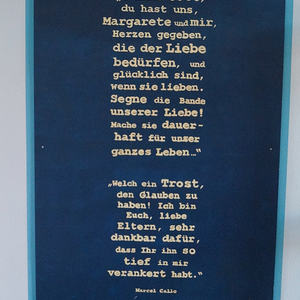 du hast uns,
Margarete und mir,
Herzen gegeben,
die der Liebe
bedürfen, und
glücklich sind,
wenn sie lieben.
Segne die Bande
unserer Liebe!
Mache sie dauer-
haft für unser
ganzes Leben…“
„Welch ein Trost,
den Glauben zu
haben! Ich bin
Euch, liebe
Eltern, sehr
dankbar dafür,
dass Ihr ihn so
tief in mir
verankert habt.“
Marcel Callo